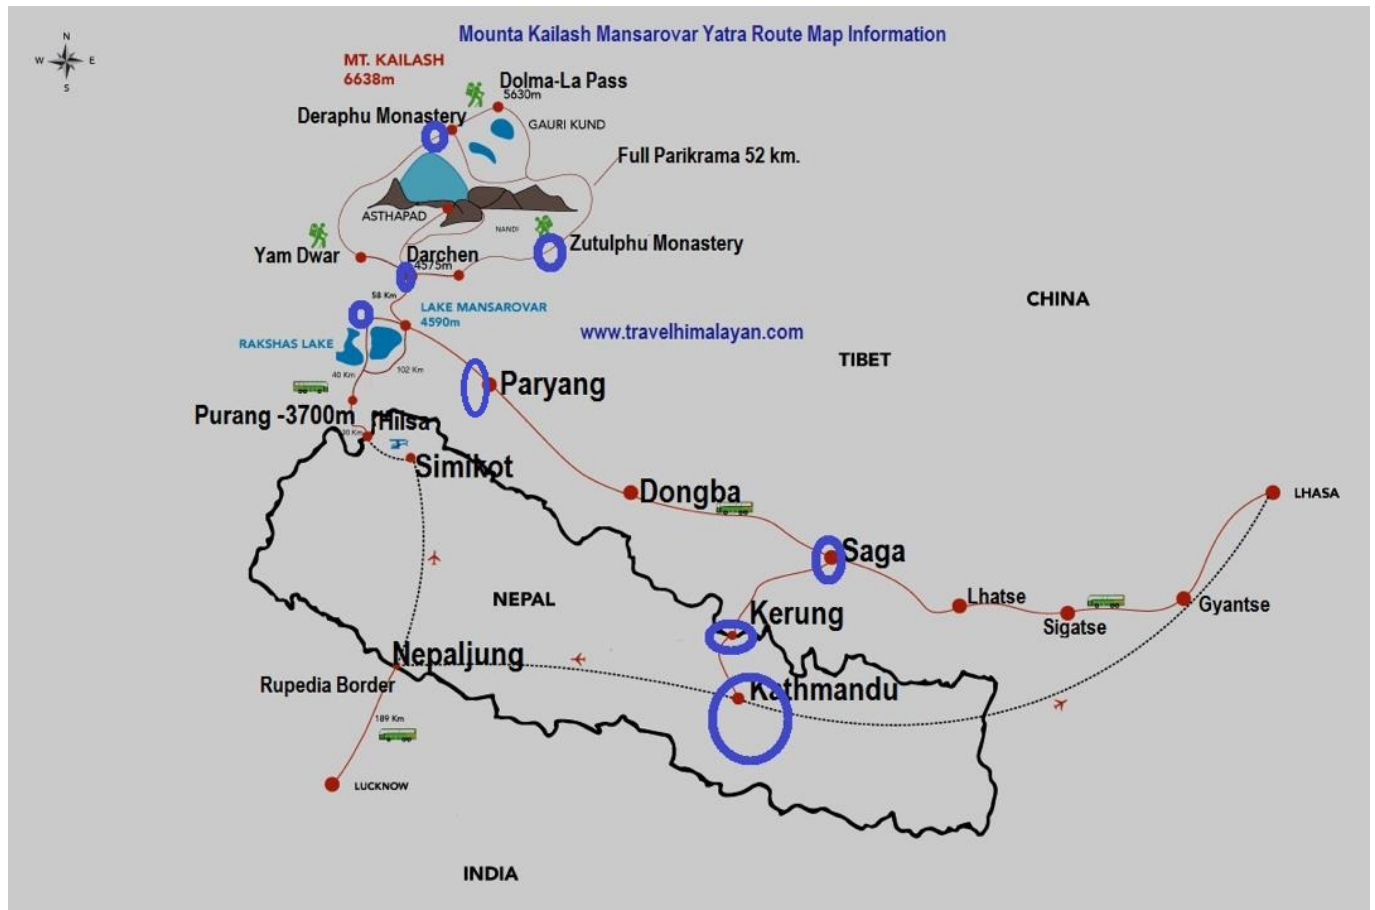 Mounta Kailash Mansarovar Yatra Route Map Information
N
W
E
S
MT. KAILASH
6638m
Dolma-La Pass
5630m
Deraphu Monastery
GAURI KUND
Full Parikrama 52 km.
ASTHAPAD
NANDI
Zutulphu Monastery
Yam Dwar
Darchen
4575m
58 Km
LAKE MANSAROVAR
4590m
CHINA
www.travelhimalayan.com
RAKSHAS LAKE
TIBET
40 Km
102 Km
Paryang
Purang -3700m
Hilsa
30 Km
Simikot
Dongba
LHASA
Saga
NEPAL
Kerung
Lhatse
Gyantse
Sigatse
Nepaljung
Rupedia Border
Kathmandu
189 Km
LUCKNOW
INDIA